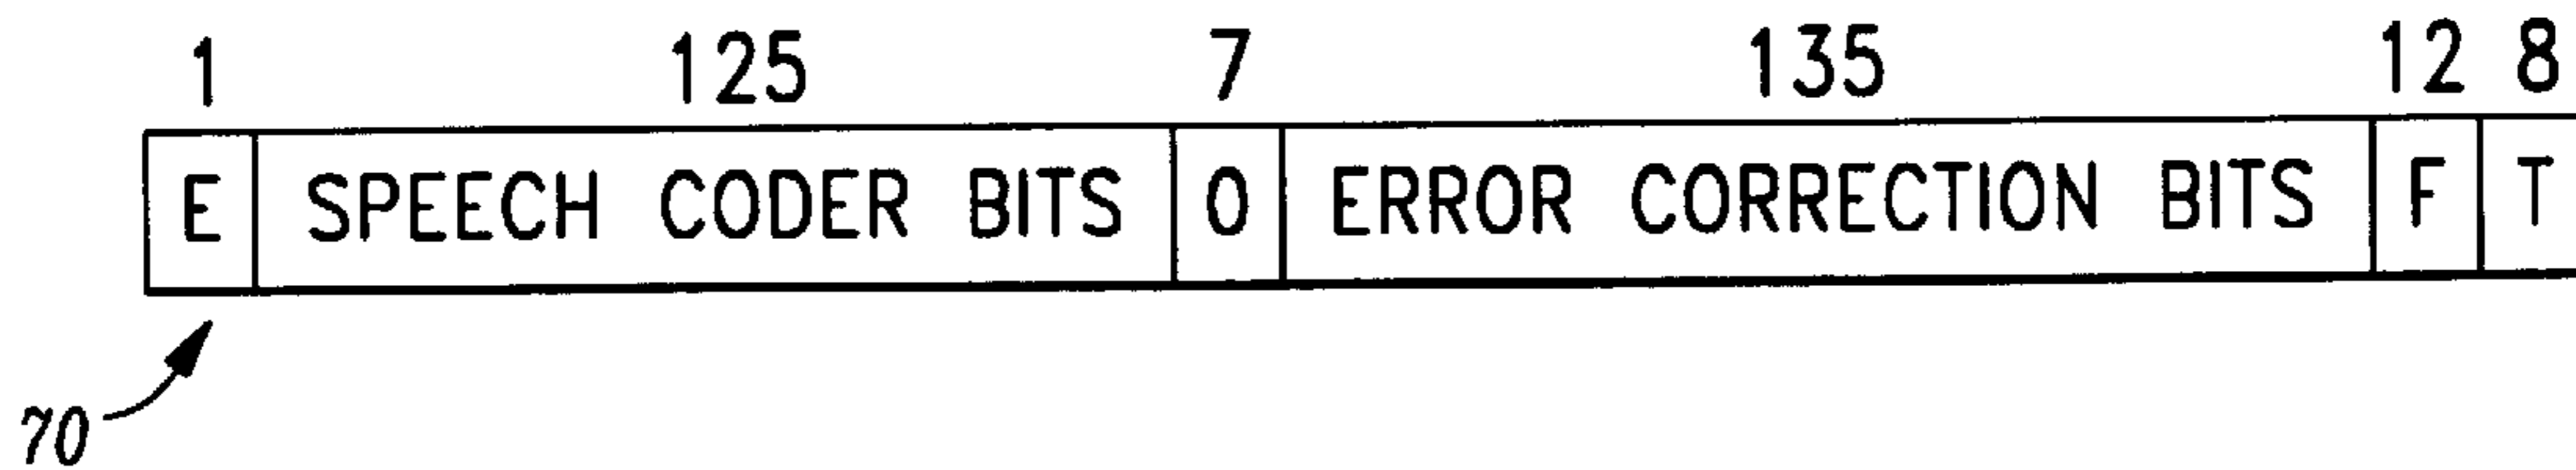 1 125 7 135 12 8
E SPEECH CODER BITS 0 ERROR CORRECTION BITS F T
70